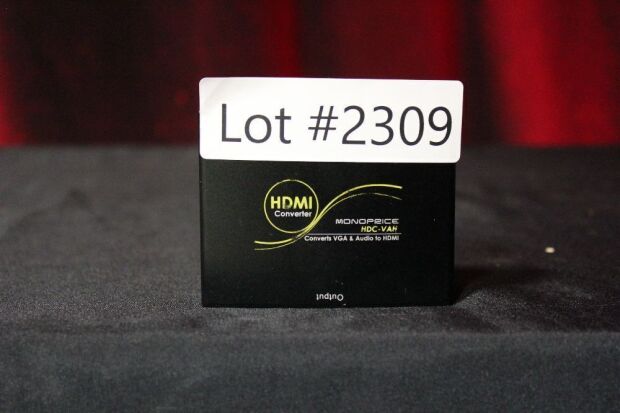 Lot #2309
HDMI
Converter
MONOPRICE
HDC-VAH
Converts VGA & Audio to HDMI
Output